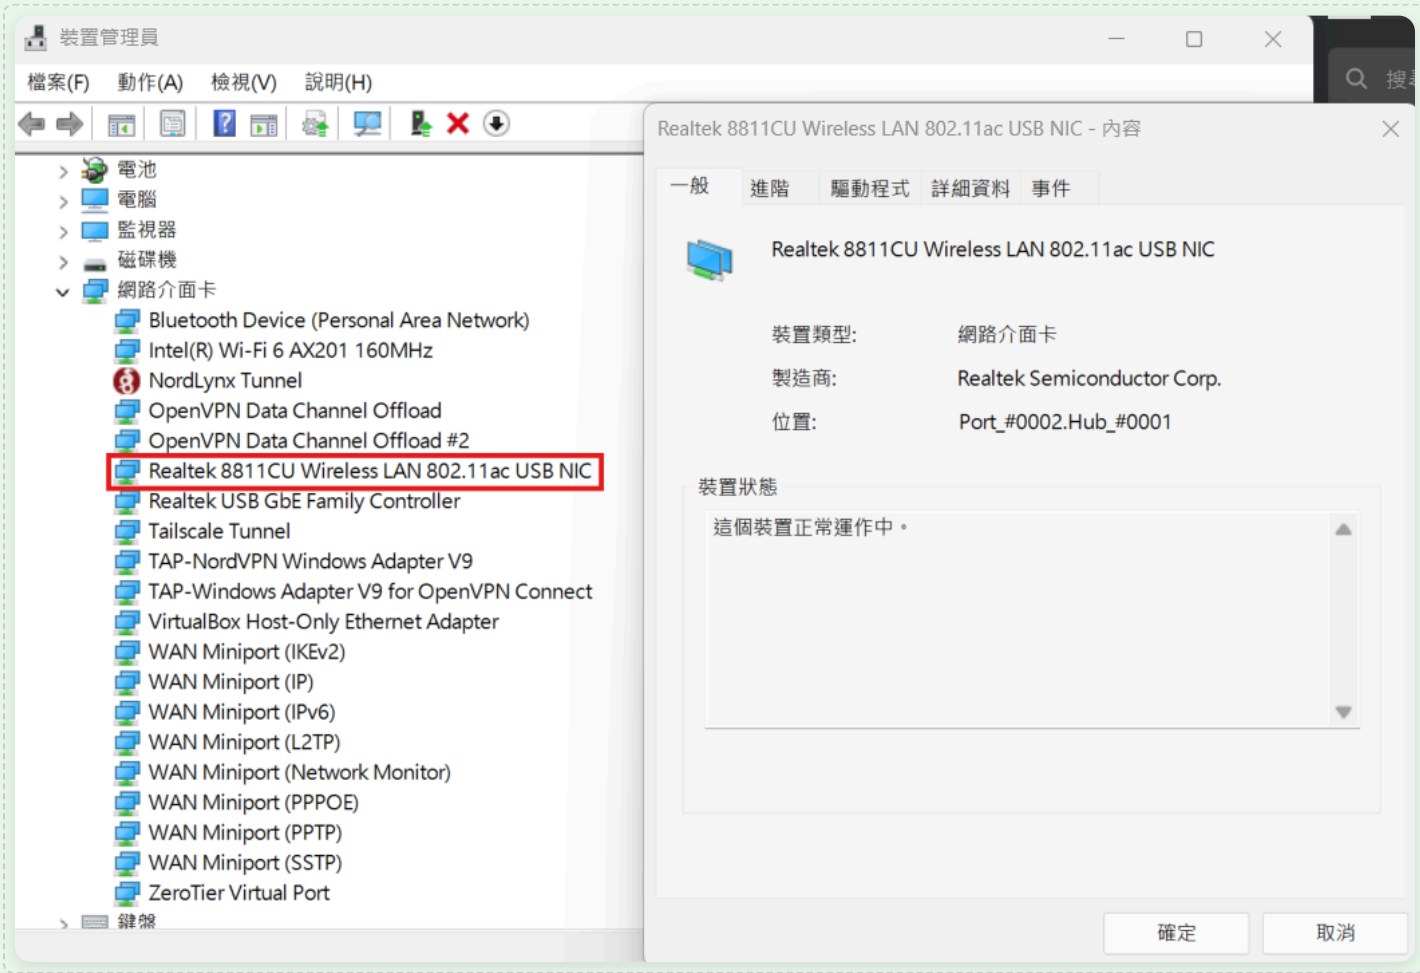 裝置管理員
檔案(F) 動作(A) 檢視(V) 說明(H)
電池
電腦
監視器
磁碟機
網路介面卡
Bluetooth Device (Personal Area Network)
Intel(R) Wi-Fi 6 AX201 160MHz
NordLynx Tunnel
OpenVPN Data Channel Offload
OpenVPN Data Channel Offload #2
Realtek 8811CU Wireless LAN 802.11ac USB NIC
Realtek USB GbE Family Controller
Tailscale Tunnel
TAP-NordVPN Windows Adapter V9
TAP-Windows Adapter V9 for OpenVPN Connect
VirtualBox Host-Only Ethernet Adapter
WAN Miniport (IKEv2)
WAN Miniport (IP)
WAN Miniport (IPv6)
WAN Miniport (L2TP)
WAN Miniport (Network Monitor)
WAN Miniport (PPPOE)
WAN Miniport (PPTP)
WAN Miniport (SSTP)
ZeroTier Virtual Port
鍵盤
搜尋
Realtek 8811CU Wireless LAN 802.11ac USB NIC - 內容
一般 進階 驅動程式 詳細資料 事件
Realtek 8811CU Wireless LAN 802.11ac USB NIC
裝置類型: 網路介面卡
製造商: Realtek Semiconductor Corp.
位置: Port_#0002.Hub_#0001
裝置狀態
這個裝置正常運作中。
確定 取消